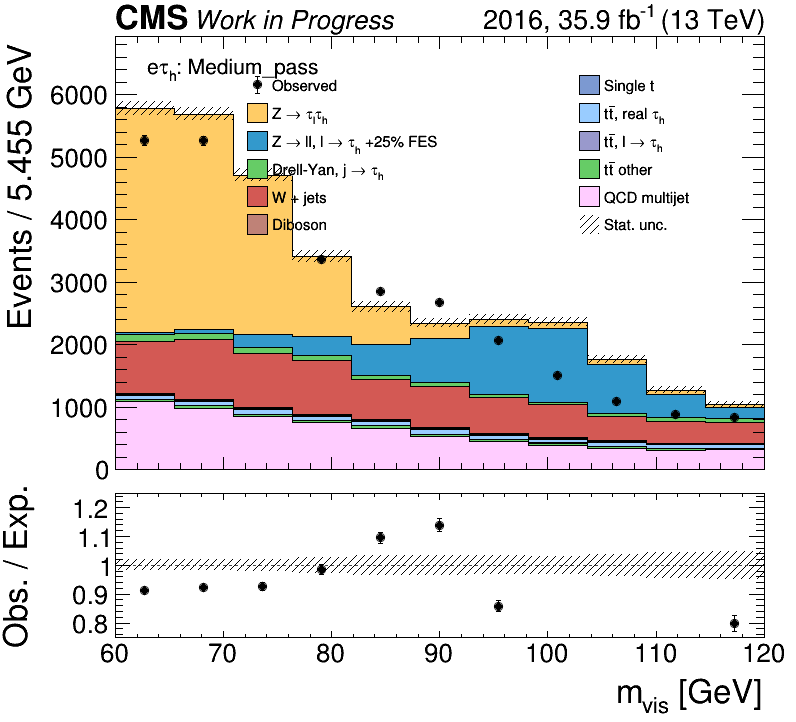 CMS Work in Progress 2016, 35.9 fb⁻¹ (13 TeV)
eτₕ: Medium_pass
Observed
Z → τₗτₕ
Z → ll, l → τₕ +25% FES
Drell-Yan, j → τₕ
W + jets
Diboson
Single t
tt̄, real τₕ
tt̄, l → τₕ
tt̄ other
QCD multijet
Stat. unc.
Events / 5.455 GeV
6000
5000
4000
3000
2000
1000
0
Obs. / Exp.
1.2
1.1
1
0.9
0.8
60 70 80 90 100 110 120
m_vis [GeV]